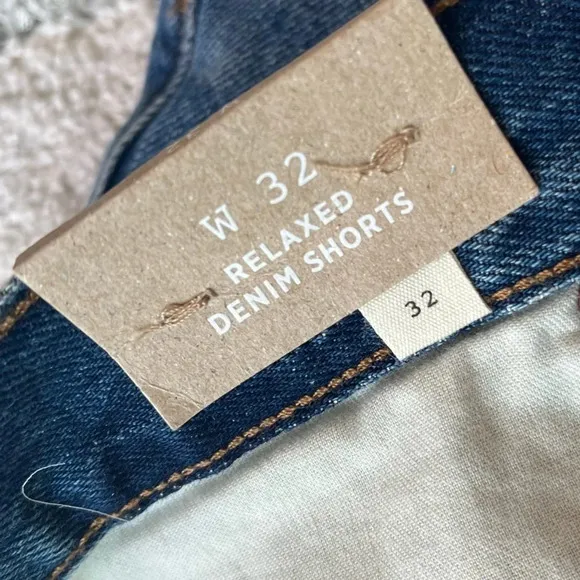 W 32
RELAXED
DENIM SHORTS
32